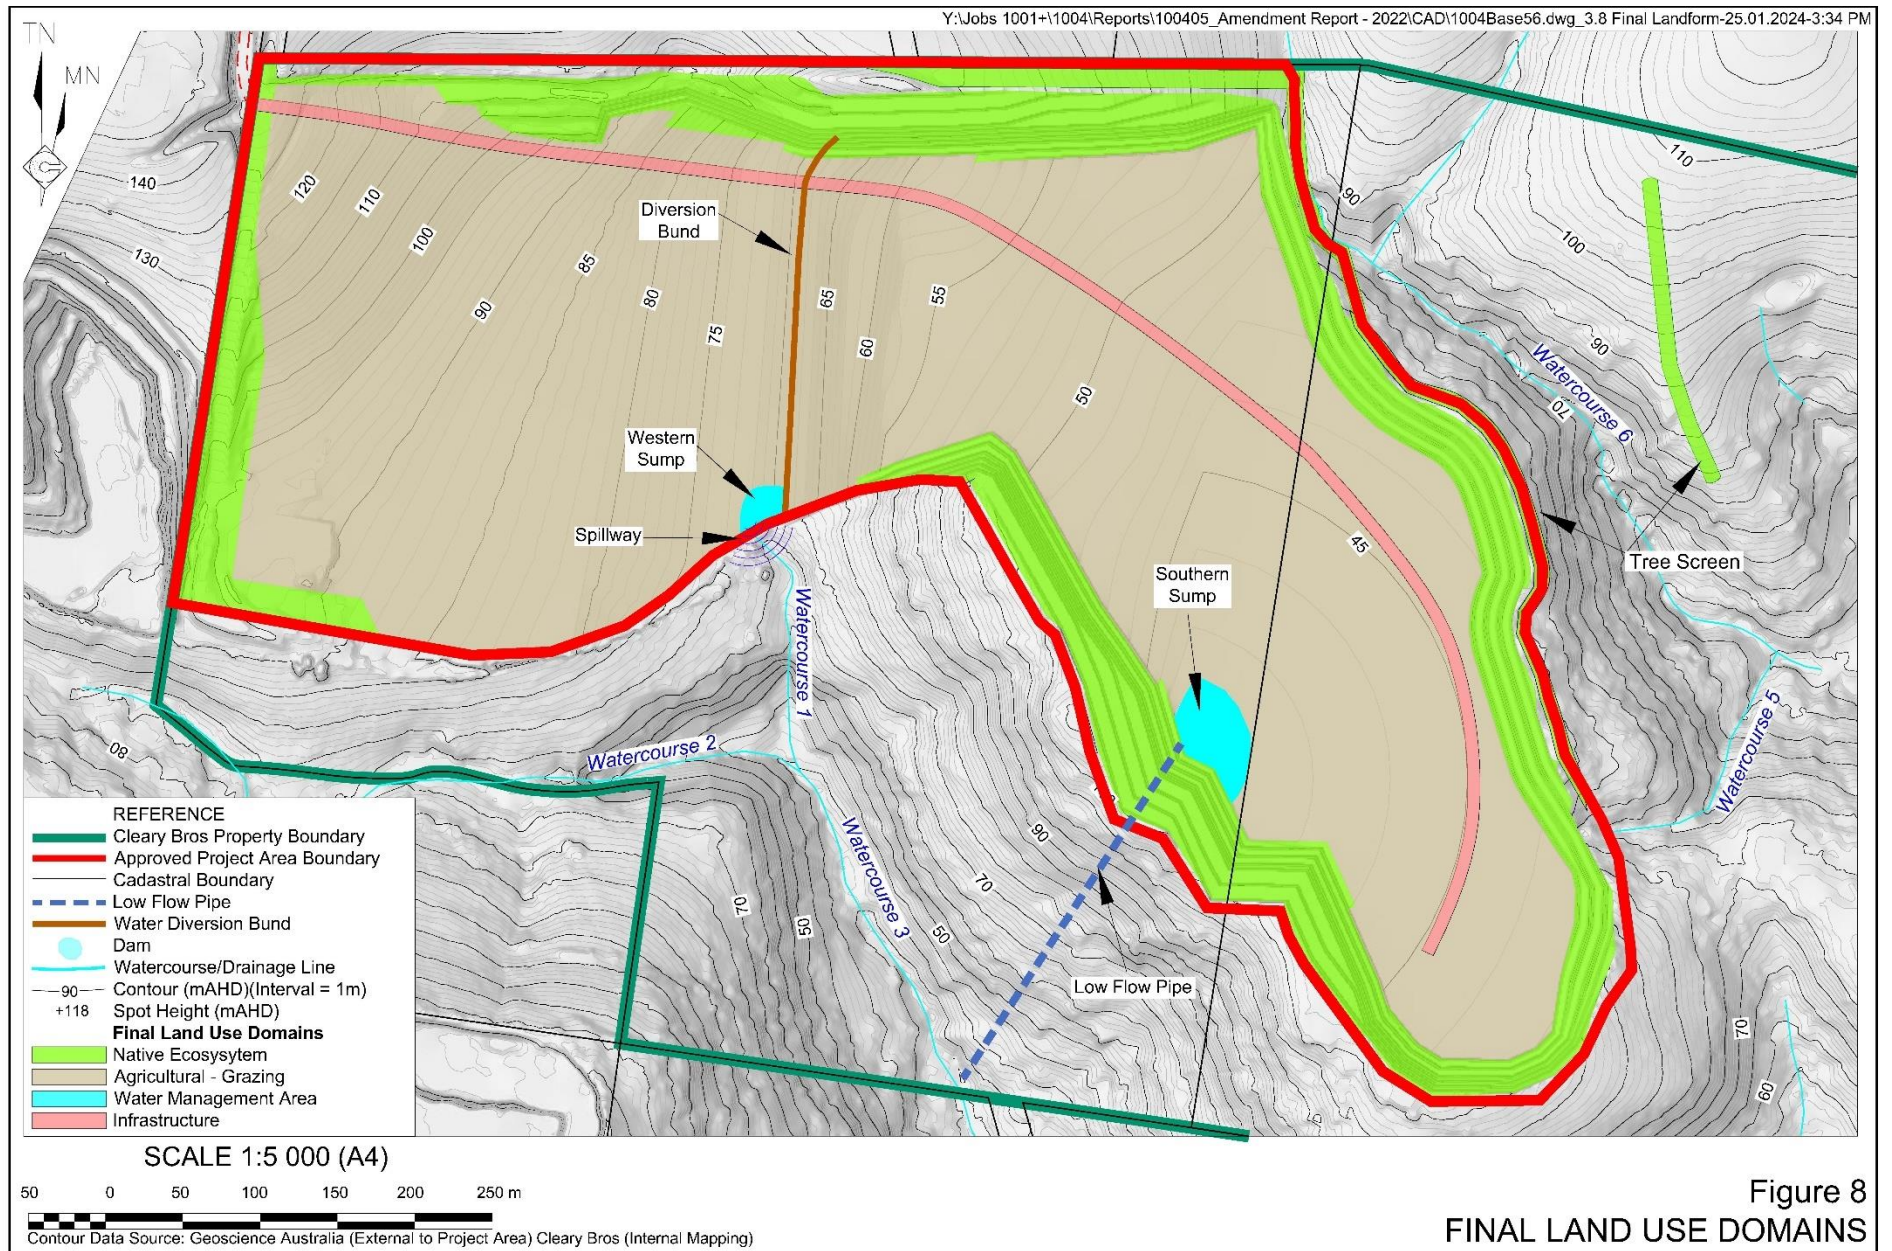 Y:\Jobs 1001+\1004\Reports\100405_Amendment Report - 2022\CAD\1004Base56.dwg_3.8 Final Landform-25.01.2024-3:34 PM
TN
MN
140
130
120
110
100
90
85
80
75
65
60
55
50
45
Diversion
Bund
Western
Sump
Spillway
Southern
Sump
Tree Screen
Low Flow Pipe
110
100
90
90
70
Watercourse 6
Watercourse 5
Watercourse 1
Watercourse 2
Watercourse 3
80
90
70
50
70
50
70
60
REFERENCE
Cleary Bros Property Boundary
Approved Project Area Boundary
Cadastral Boundary
Low Flow Pipe
Water Diversion Bund
Dam
Watercourse/Drainage Line
90 Contour (mAHD)(Interval = 1m)
+118 Spot Height (mAHD)
Final Land Use Domains
Native Ecosysytem
Agricultural - Grazing
Water Management Area
Infrastructure
SCALE 1:5 000 (A4)
50 0 50 100 150 200 250 m
Contour Data Source: Geoscience Australia (External to Project Area) Cleary Bros (Internal Mapping)
Figure 8
FINAL LAND USE DOMAINS